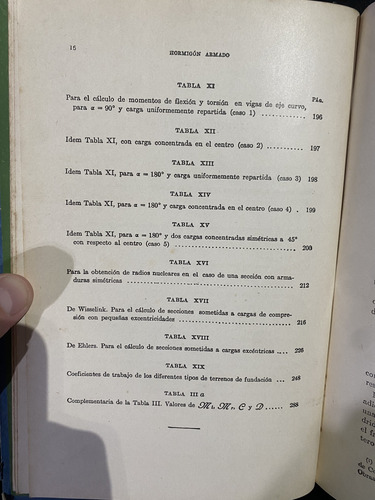 16
HORMIGÓN ARMADO
TABLA XI
Pág.
Para el cálculo de momentos de flexión y torsión en vigas de eje curvo,
para α = 90° y carga uniformemente repartida (caso 1) ............. 196
TABLA XII
Idem Tabla XI, con carga concentrada en el centro (caso 2) ........... 197
TABLA XIII
Idem Tabla XI, para α = 180° y carga uniformemente repartida (caso 3) 198
TABLA XIV
Idem Tabla XI, para α = 180° y carga concentrada en el centro (caso 4) . 199
TABLA XV
Idem Tabla XI, para α = 180° y dos cargas concentradas simétricas a 45°
con respecto al centro (caso 5) .................................... 203
TABLA XVI
Para la obtención de radios nucleares en el caso de una sección con arma-
duras simétricas .................................................... 212
TABLA XVII
De Wisselink. Para el cálculo de secciones sometidas a cargas de compre-
sión con pequeñas excentricidades .................................. 216
TABLA XVIII
De Ehlers. Para el cálculo de secciones sometidas a cargas excéntricas .... 226
TABLA XIX
Coeficientes de trabajo de los diferentes tipos de terrenos de fundación ... 248
TABLA III a
Complementaria de la Tabla III. Valores de